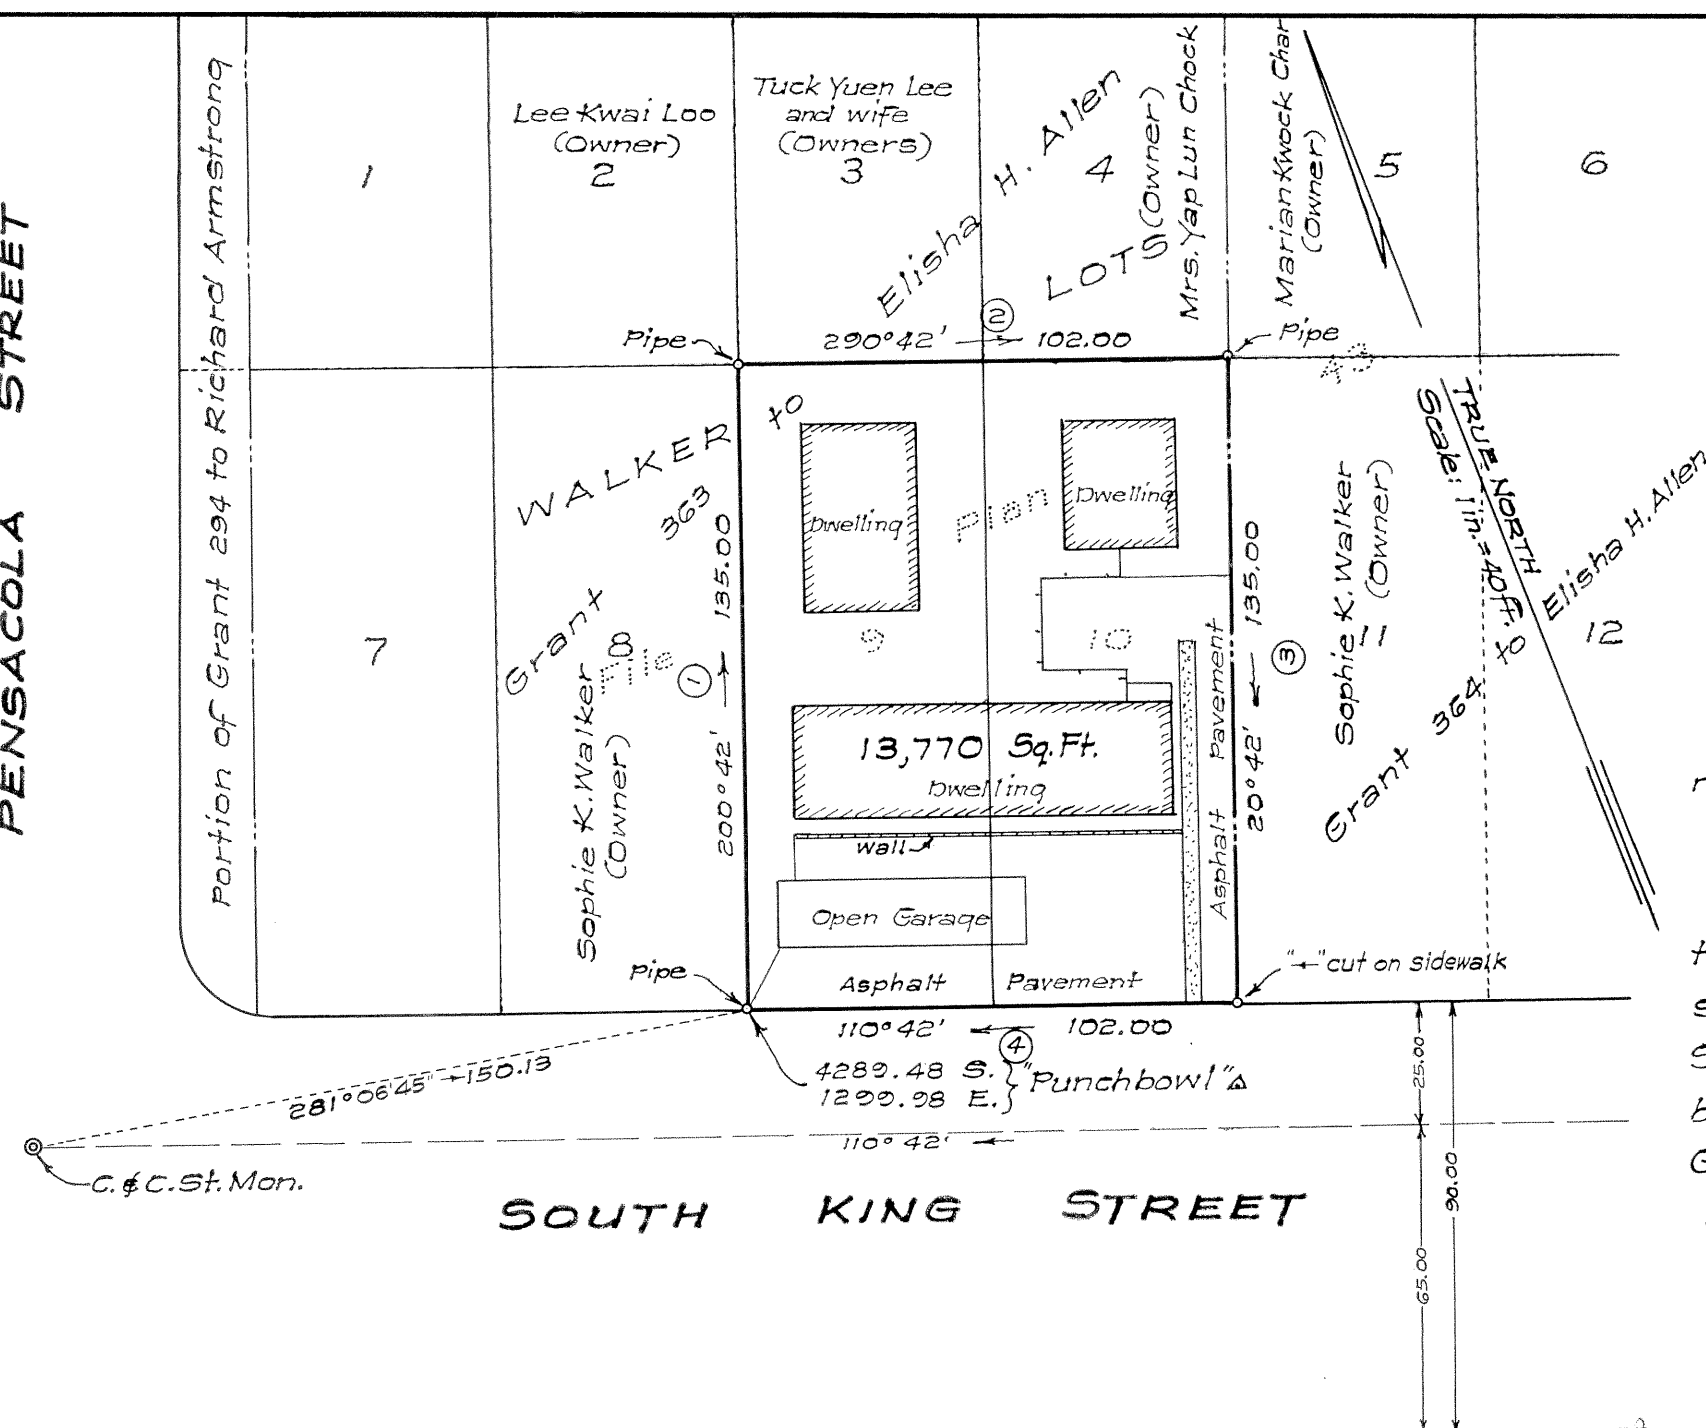 PENSACOLA STREET
Portion of Grant 294 to Richard Armstrong
1
Lee Kwai Loo
(Owner)
2
Tuck Yuen Lee
and wife
(Owners)
3
Elisha H. Allen
4
LOTS
(Owner)
Mrs. Yap Lun Chock
Marian Kwock Char
(Owner)
5
6
Pipe
290°42' 102.00
2
Pipe
A3
TRUE NORTH
Scale: 1 in. = 40 ft.
WALKER
to
363
Grant
7
8
File
Sophie K. Walker
(Owner)
1
200°42' 135.00
Dwelling
Plan
Dwelling
9
10
13,770 Sq. Ft.
Dwelling
Wall
Open Garage
Asphalt Pavement
Asphalt Pavement
20°42' 135.00
3
Sophie K. Walker
(Owner)
11
Grant 364 to Elisha H. Allen
12
Pipe
"←" cut on sidewalk
110°42' 102.00
4
4289.48 S.
1299.98 E.
"Punchbowl"
281°06'45" 150.13
C. & C. St. Mon.
110°42'
25.00
90.00
65.00
SOUTH KING STREET